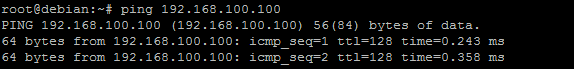 root@debian:~# ping 192.168.100.100
PING 192.168.100.100 (192.168.100.100) 56(84) bytes of data.
64 bytes from 192.168.100.100: icmp_seq=1 ttl=128 time=0.243 ms
64 bytes from 192.168.100.100: icmp_seq=2 ttl=128 time=0.358 ms